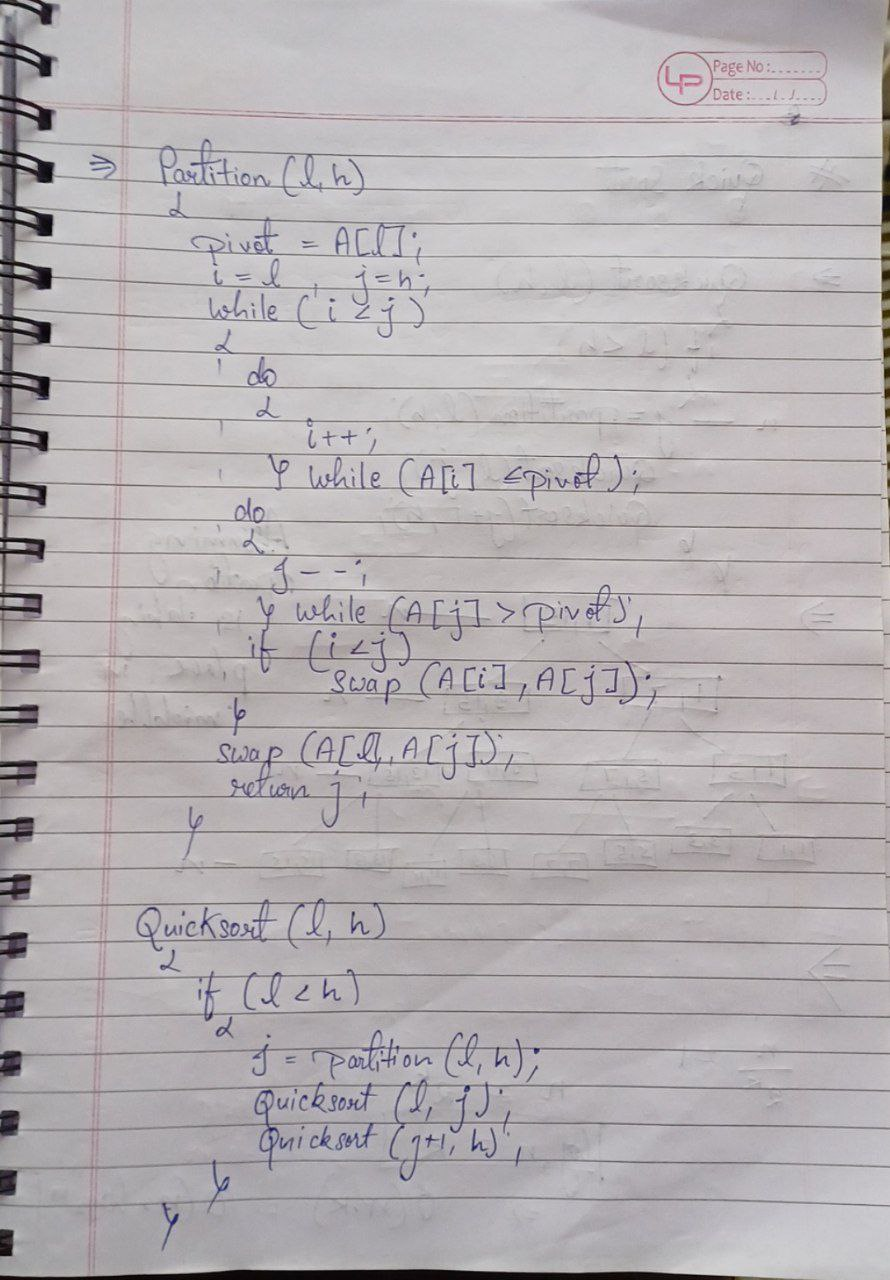 LP Page No:.......
Date:...../...../.....
⇒ Partition (l, h)
{
pivot = A[l];
i = l , j = h;
while ( i < j )
{
do
{
i++;
} while (A[i] ≤ pivot);
do
{
j--;
} while (A[j] > pivot);
if (i < j)
swap (A[i], A[j]);
}
swap (A[l], A[j]);
return j;
}
Quicksort (l, h)
{
if (l < h)
{
j = partition (l, h);
Quicksort (l, j);
Quicksort (j+1, h);
}
}